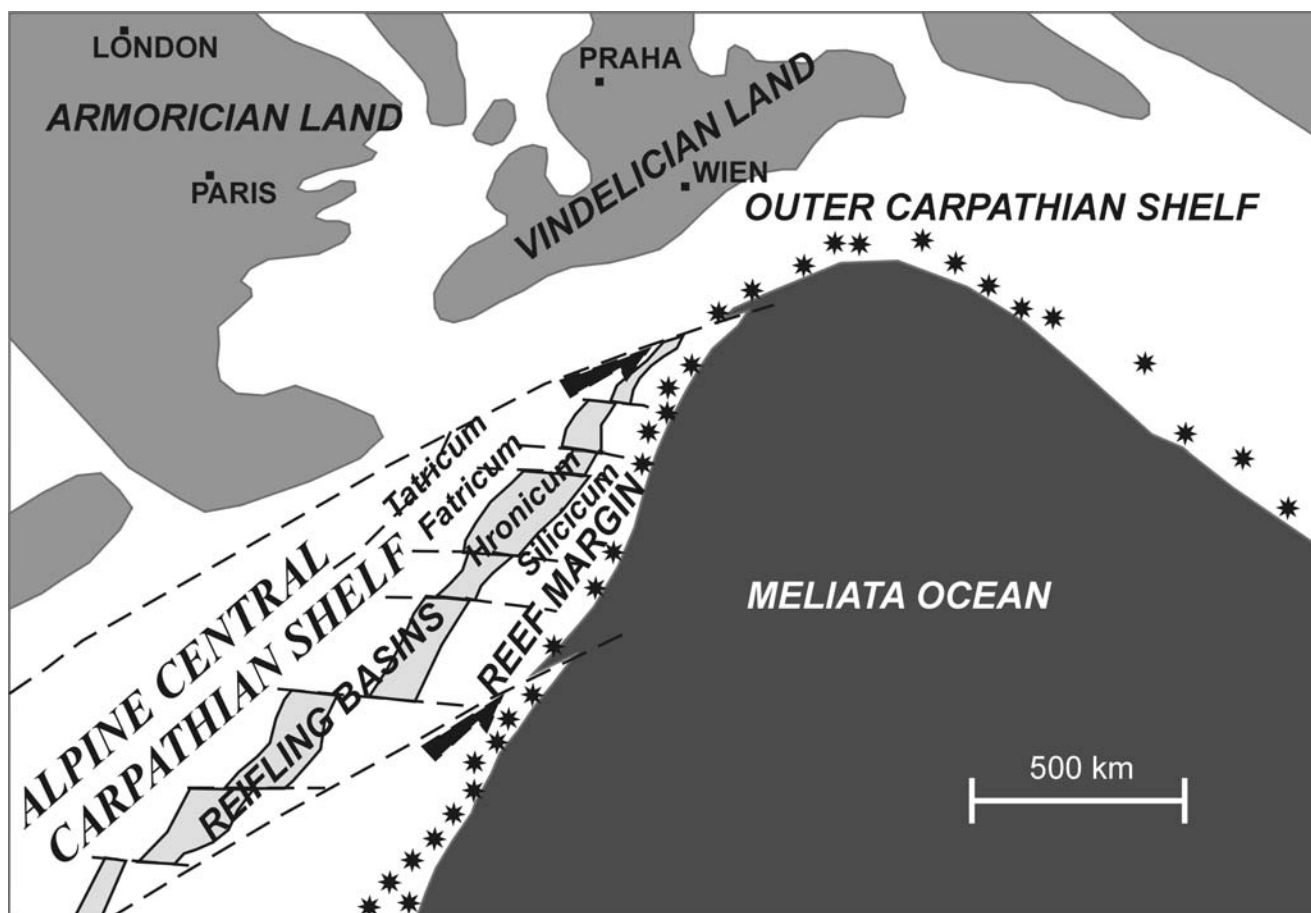 LONDON
ARMORICIAN LAND
PARIS
PRAHA
VINDELICIAN LAND
WIEN
OUTER CARPATHIAN SHELF
Tatricum
Fatricum
Hronicum
Silicicum
REEF MARGIN
ALPINE CENTRAL
CARPATHIAN SHELF
REIFLING BASINS
MELIATA OCEAN
500 km